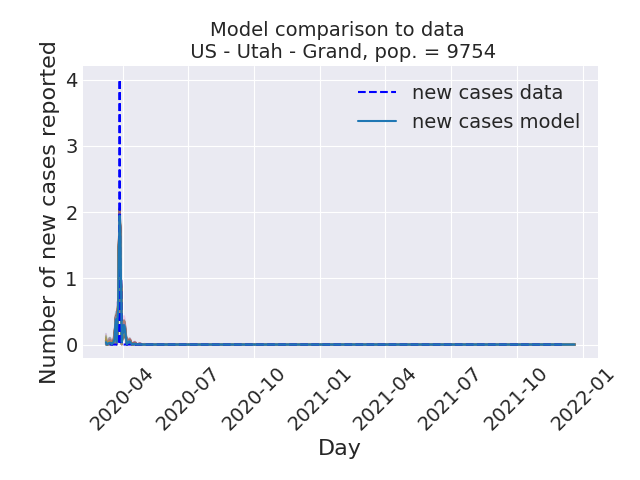 Model comparison to data
US - Utah - Grand, pop. = 9754
new cases data
new cases model
Number of new cases reported
4
3
2
1
0
2020-04
2020-07
2020-10
2021-01
2021-04
2021-07
2021-10
2022-01
Day